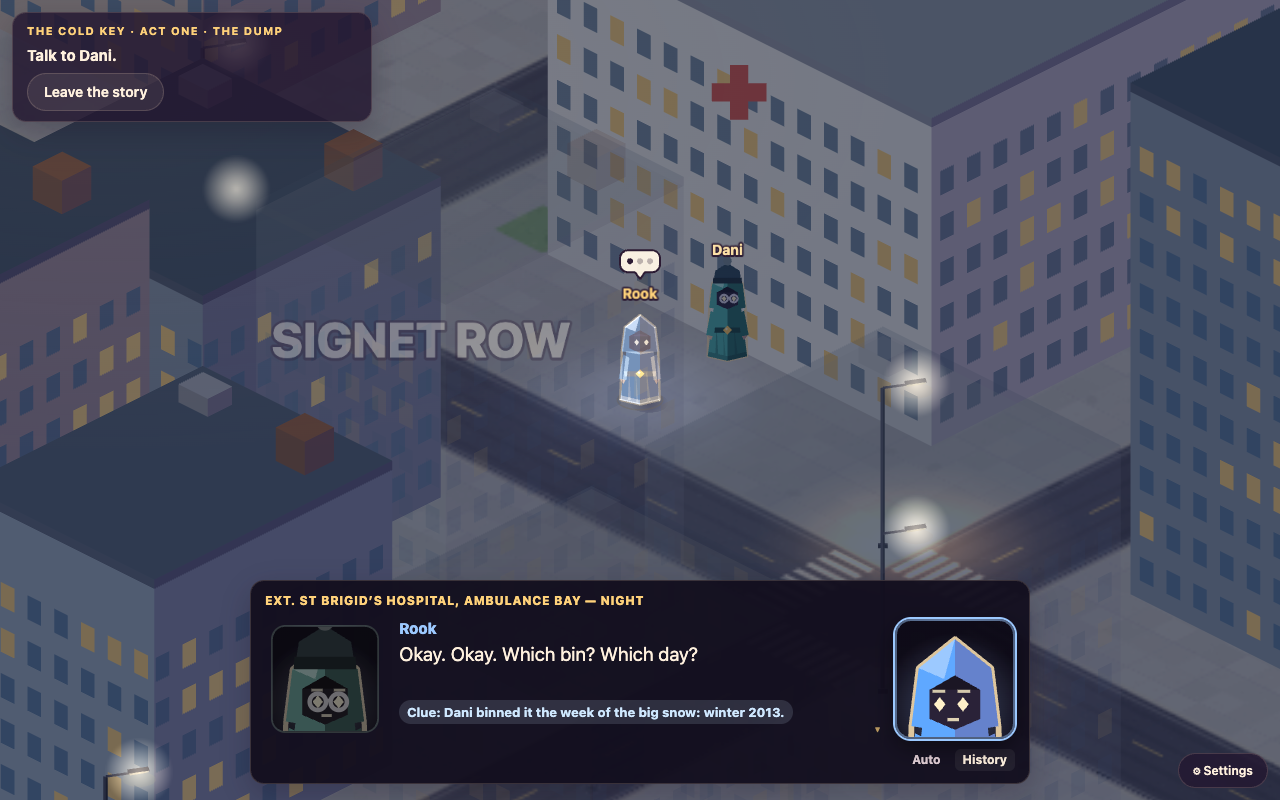 THE COLD KEY · ACT ONE · THE DUMP
Talk to Dani.
Leave the story
Dani
Rook
SIGNET ROW
EXT. ST BRIGID’S HOSPITAL, AMBULANCE BAY — NIGHT
Rook
Okay. Okay. Which bin? Which day?
Clue: Dani binned it the week of the big snow: winter 2013.
Auto
History
Settings